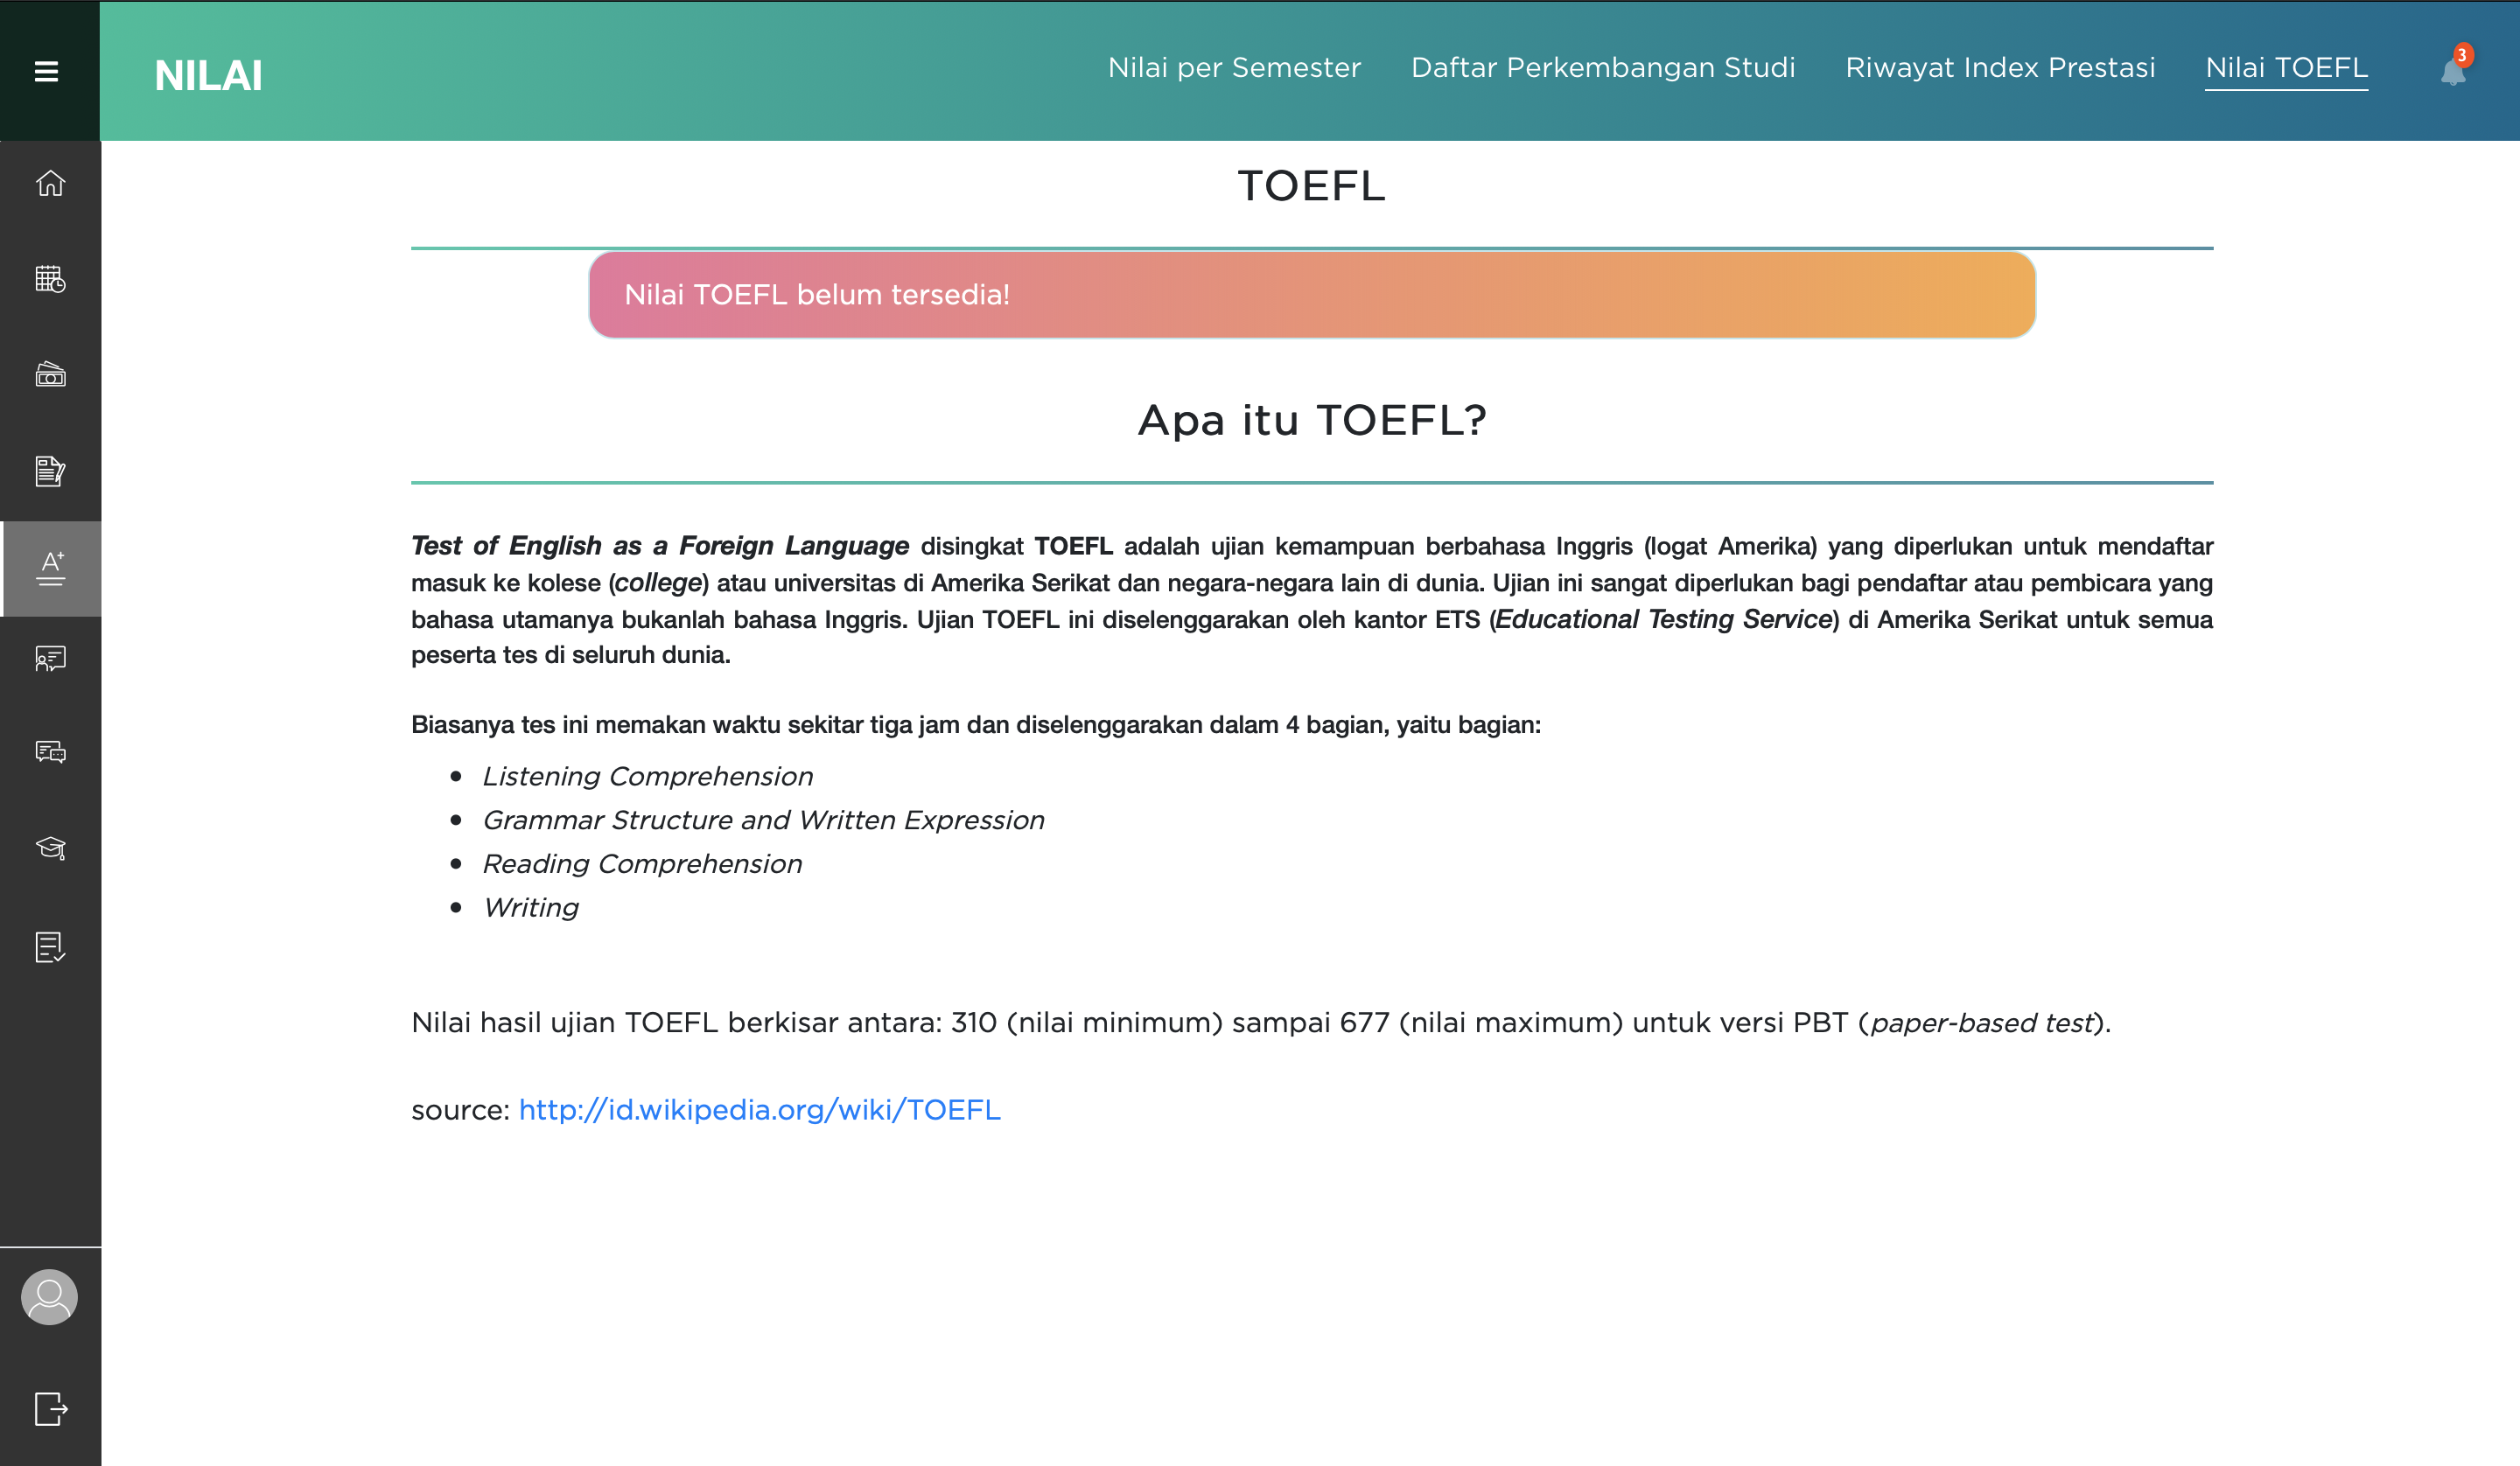 NILAI
Nilai per Semester
Daftar Perkembangan Studi
Riwayat Index Prestasi
Nilai TOEFL
3
TOEFL
Nilai TOEFL belum tersedia!
Apa itu TOEFL?
Test of English as a Foreign Language disingkat TOEFL adalah ujian kemampuan berbahasa Inggris (logat Amerika) yang diperlukan untuk mendaftar
masuk ke kolese (college) atau universitas di Amerika Serikat dan negara-negara lain di dunia. Ujian ini sangat diperlukan bagi pendaftar atau pembicara yang
bahasa utamanya bukanlah bahasa Inggris. Ujian TOEFL ini diselenggarakan oleh kantor ETS (Educational Testing Service) di Amerika Serikat untuk semua
peserta tes di seluruh dunia.
Biasanya tes ini memakan waktu sekitar tiga jam dan diselenggarakan dalam 4 bagian, yaitu bagian:
• Listening Comprehension
• Grammar Structure and Written Expression
• Reading Comprehension
• Writing
Nilai hasil ujian TOEFL berkisar antara: 310 (nilai minimum) sampai 677 (nilai maximum) untuk versi PBT (paper-based test).
source: http://id.wikipedia.org/wiki/TOEFL
A+